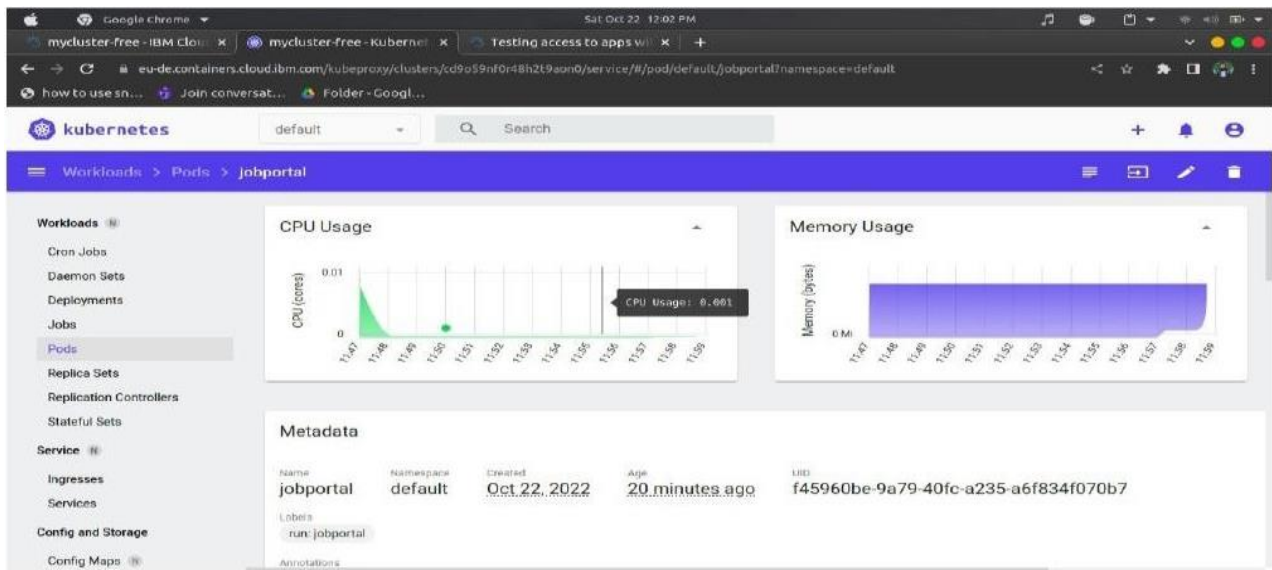 Google Chrome
Sat Oct 22 12:02 PM
mycluster-free - IBM Clou
mycluster-free - Kubernet
Testing access to apps wi
eu-de.containers.cloud.ibm.com/kubeproxy/clusters/cd9o59nf0r48h2t9aon0/service/#/pod/default/jobportal?namespace=default
how to use sn...
Join conversat...
Folder - Googl...
kubernetes
default
Search
Workloads > Pods > jobportal
Workloads N
Cron Jobs
Daemon Sets
Deployments
Jobs
Pods
Replica Sets
Replication Controllers
Stateful Sets
Service N
Ingresses
Services
Config and Storage
Config Maps N
CPU Usage
CPU (cores)
0.01
0
CPU Usage: 0.001
11:47 11:48 11:49 11:50 11:51 11:52 11:53 11:54 11:55 11:56 11:57 11:58 11:59
Memory Usage
Memory (bytes)
0 Mi
11:47 11:48 11:49 11:50 11:51 11:52 11:53 11:54 11:55 11:56 11:57 11:58 11:59
Metadata
Name Namespace Created Age UID
jobportal default Oct 22, 2022 20 minutes ago f45960be-9a79-40fc-a235-a6f834f070b7
Labels
run: jobportal
Annotations